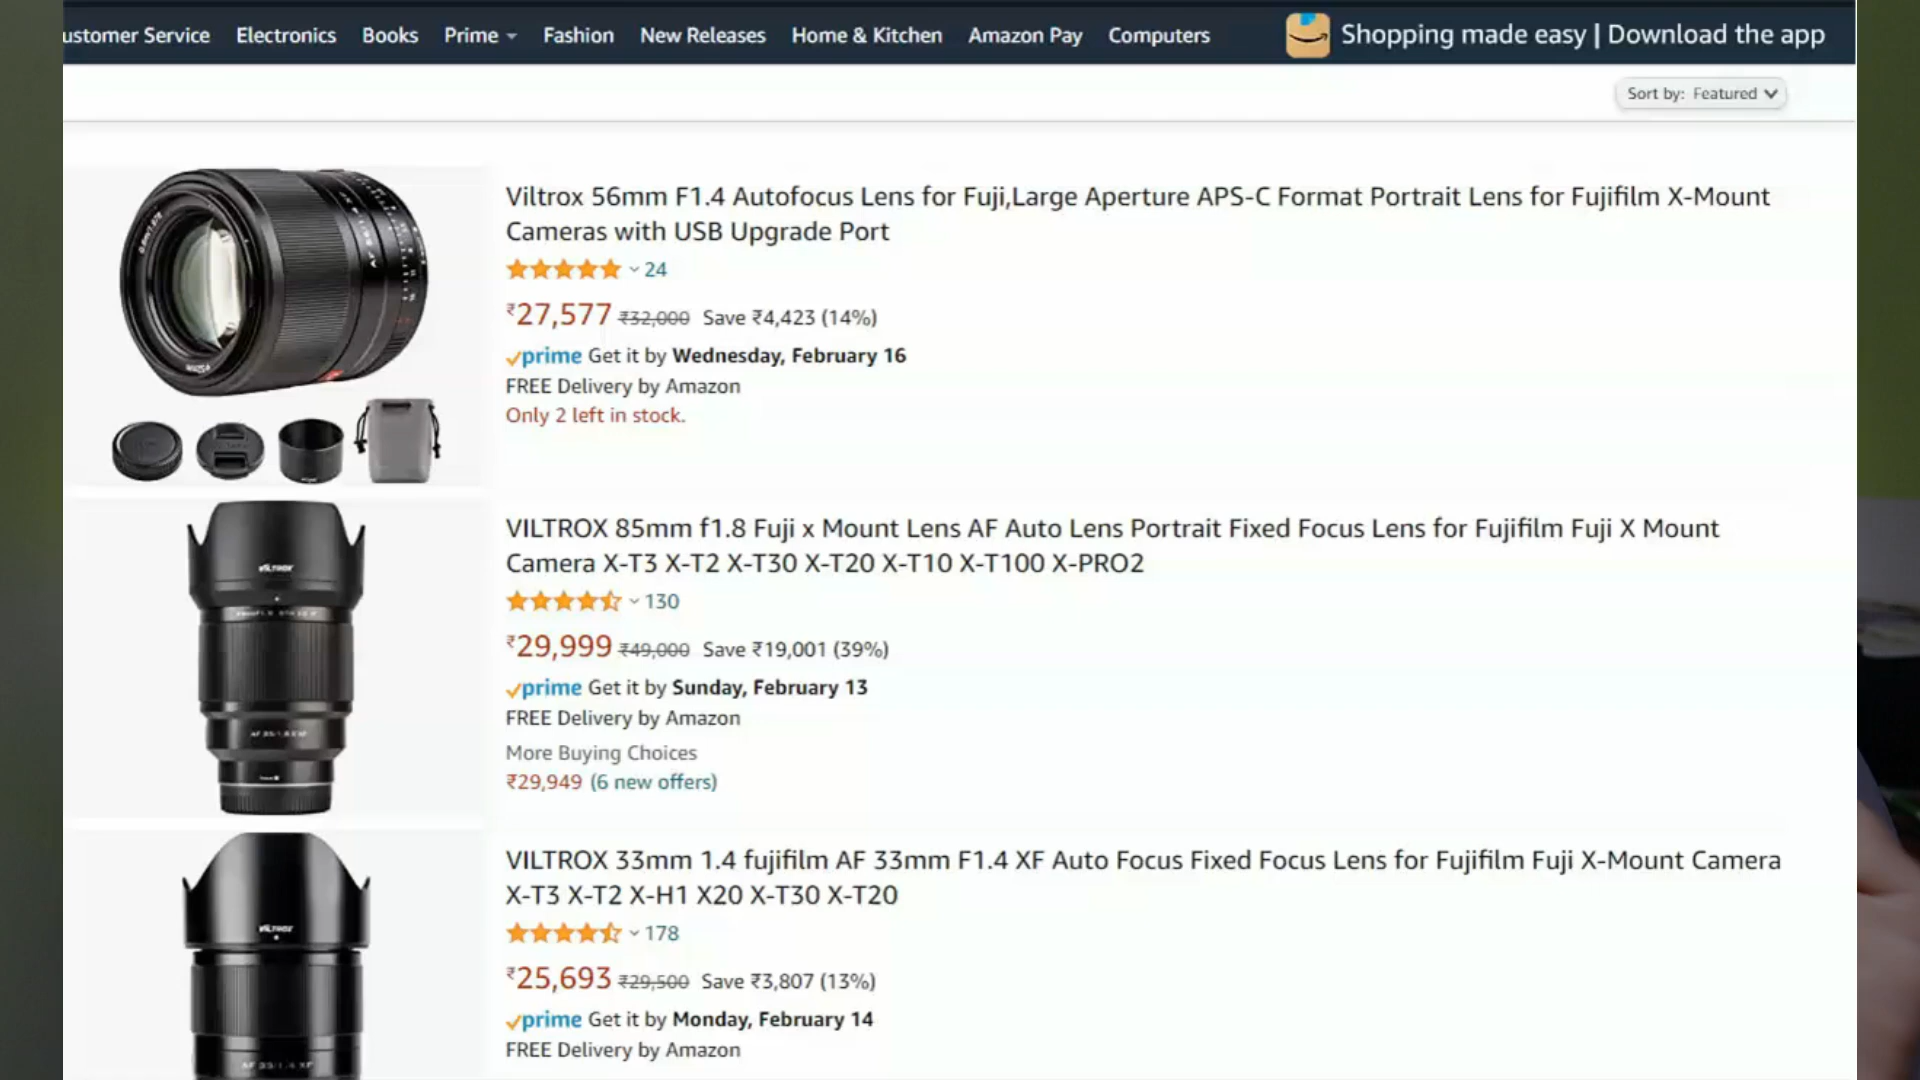 ustomer Service Electronics Books Prime Fashion New Releases Home & Kitchen Amazon Pay Computers Shopping made easy | Download the app
Sort by: Featured
Viltrox 56mm F1.4 Autofocus Lens for Fuji,Large Aperture APS-C Format Portrait Lens for Fujifilm X-Mount
Cameras with USB Upgrade Port
24
₹27,577 ₹32,000 Save ₹4,423 (14%)
prime Get it by Wednesday, February 16
FREE Delivery by Amazon
Only 2 left in stock.
VILTROX
VILTROX 85mm f1.8 Fuji x Mount Lens AF Auto Lens Portrait Fixed Focus Lens for Fujifilm Fuji X Mount
Camera X-T3 X-T2 X-T30 X-T20 X-T10 X-T100 X-PRO2
130
₹29,999 ₹49,000 Save ₹19,001 (39%)
prime Get it by Sunday, February 13
FREE Delivery by Amazon
More Buying Choices
₹29,949 (6 new offers)
VILTROX
VILTROX 33mm 1.4 fujifilm AF 33mm F1.4 XF Auto Focus Fixed Focus Lens for Fujifilm Fuji X-Mount Camera
X-T3 X-T2 X-H1 X20 X-T30 X-T20
178
₹25,693 ₹29,500 Save ₹3,807 (13%)
prime Get it by Monday, February 14
FREE Delivery by Amazon